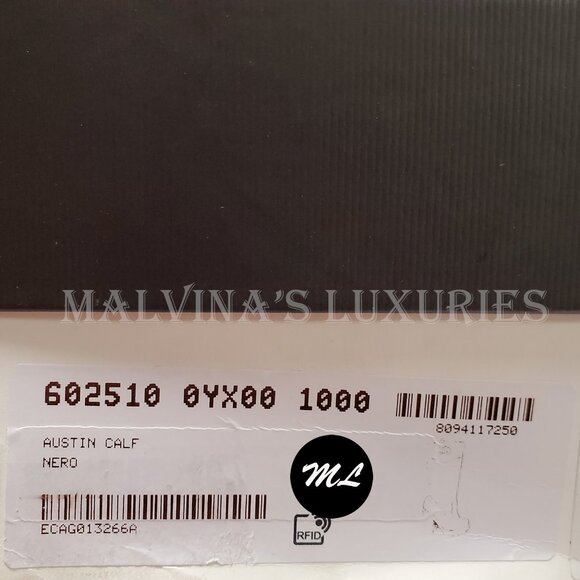 MALVINA'S LUXURIES
602510 0YX00 1000
8094117250
AUSTIN CALF
NERO
ML
ECAG013266A
RFID